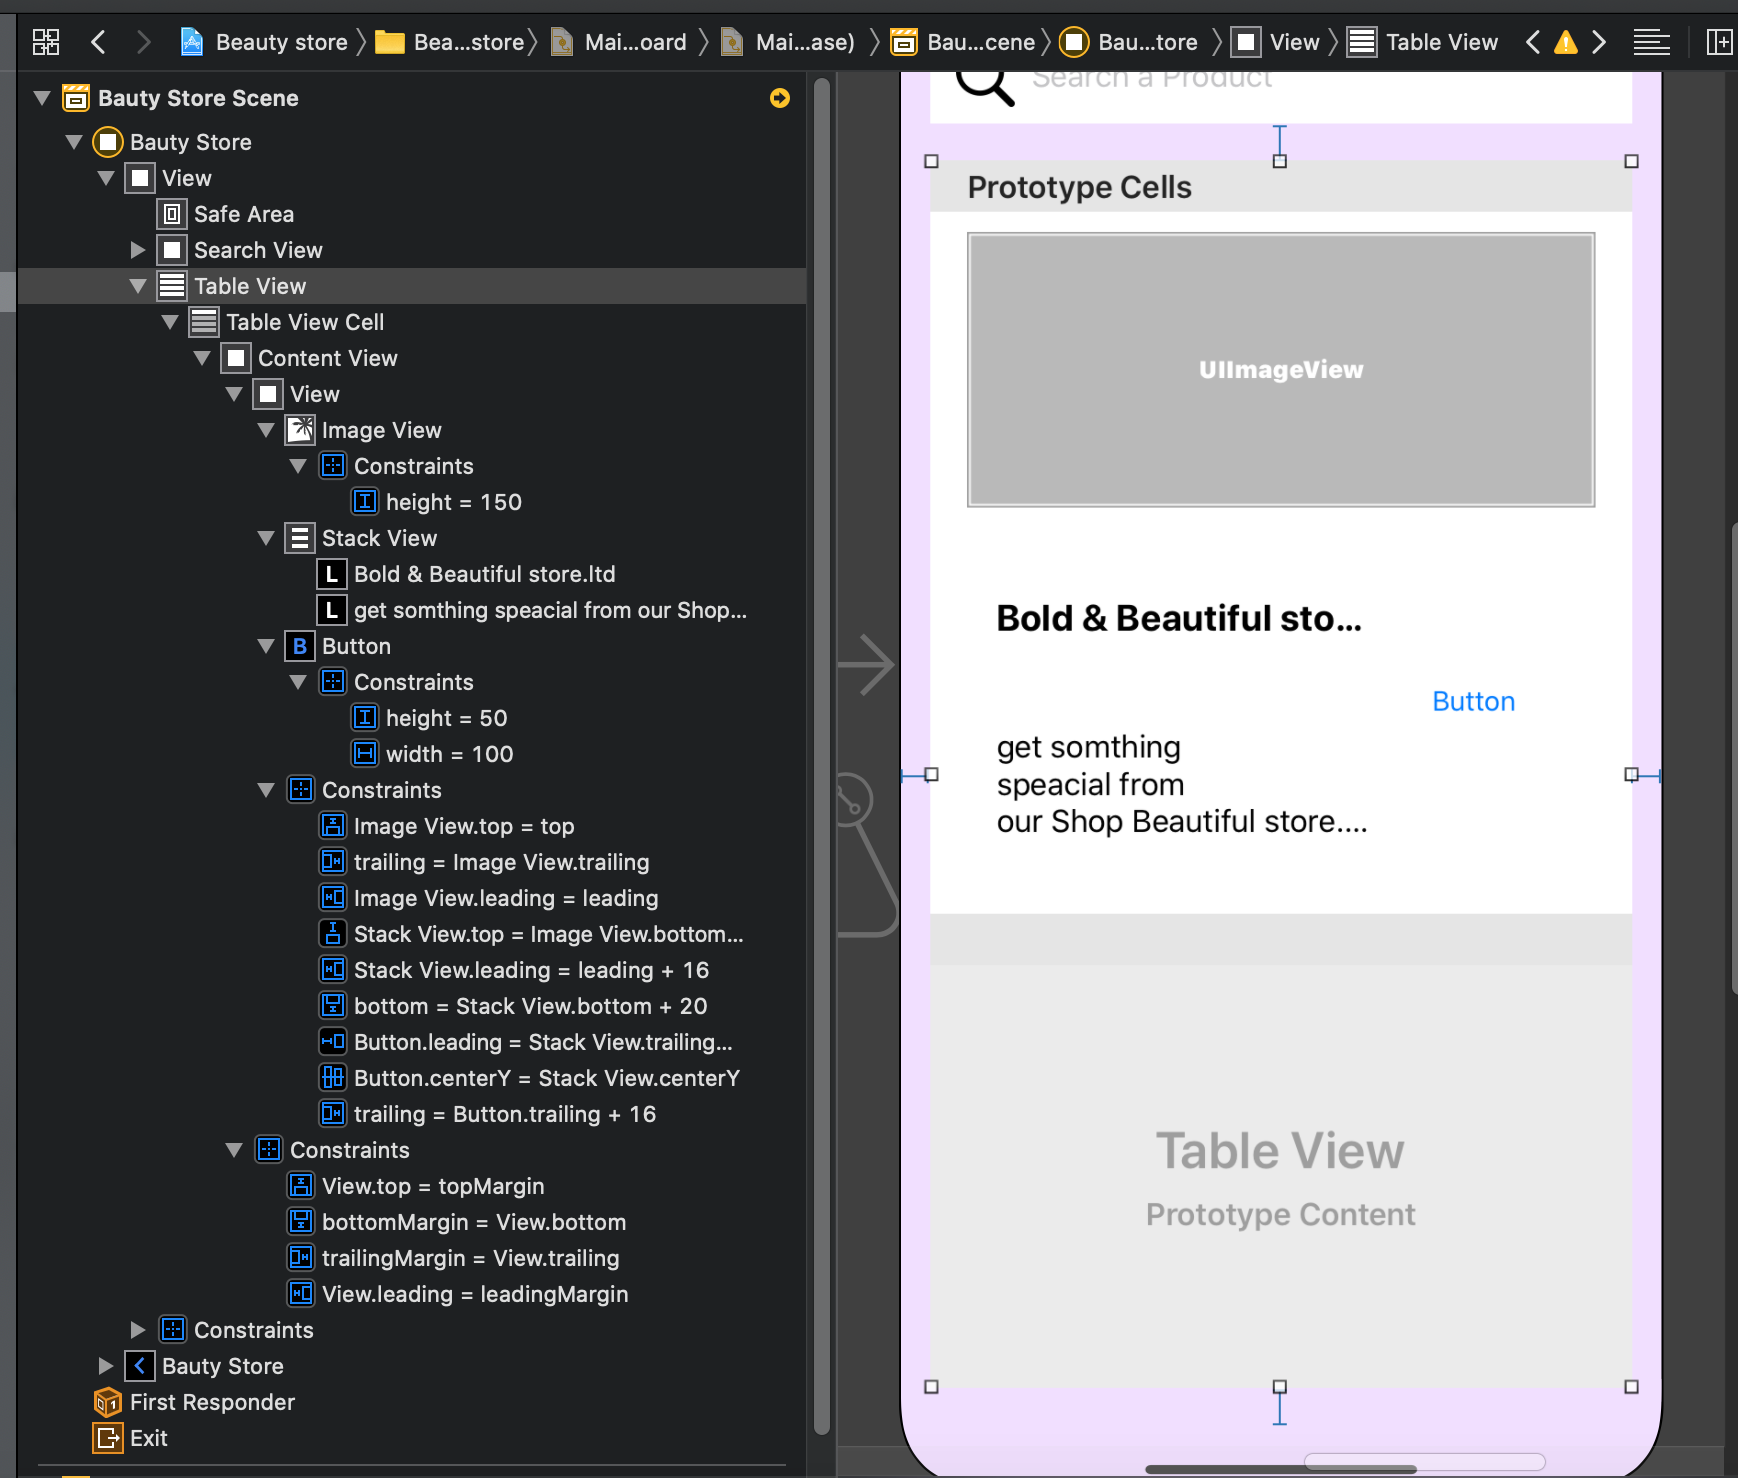 Beauty store
Bea...store
Mai...oard
Mai...ase)
Bau...cene
Bau...tore
View
Table View
Bauty Store Scene
Bauty Store
View
Safe Area
Search View
Table View
Table View Cell
Content View
View
Image View
Constraints
height = 150
Stack View
L Bold & Beautiful store.ltd
L get somthing speacial from our Shop...
B Button
Constraints
height = 50
width = 100
Constraints
Image View.top = top
trailing = Image View.trailing
Image View.leading = leading
Stack View.top = Image View.bottom...
Stack View.leading = leading + 16
bottom = Stack View.bottom + 20
Button.leading = Stack View.trailing...
Button.centerY = Stack View.centerY
trailing = Button.trailing + 16
Constraints
View.top = topMargin
bottomMargin = View.bottom
trailingMargin = View.trailing
View.leading = leadingMargin
Constraints
Bauty Store
First Responder
Exit
Search a Product
Prototype Cells
UIImageView
Bold & Beautiful sto...
Button
get somthing
speacial from
our Shop Beautiful store....
Table View
Prototype Content